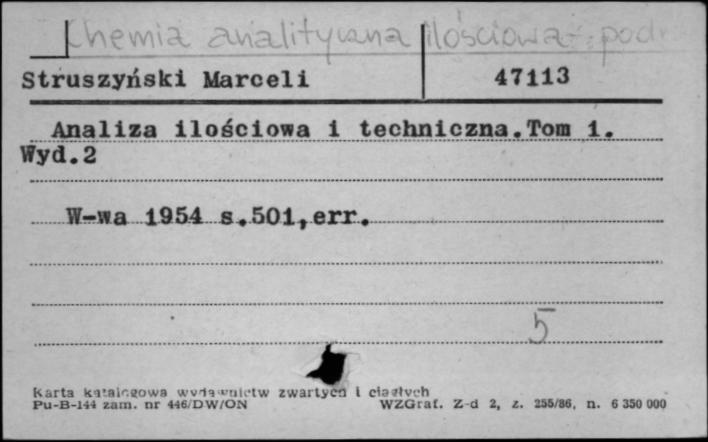 Chemia analityczna ilościowa - podr
Struszyński Marceli 47113
Analiza ilościowa i techniczna.Tom 1.
Wyd.2
W-wa 1954 s.501,err.
5
Karta katalogowa wydawnictw zwartych i ciągłych
Pu-B-144 zam. nr 446/DW/ON WZGraf. Z-d 2, z. 255/86, n. 6 350 000